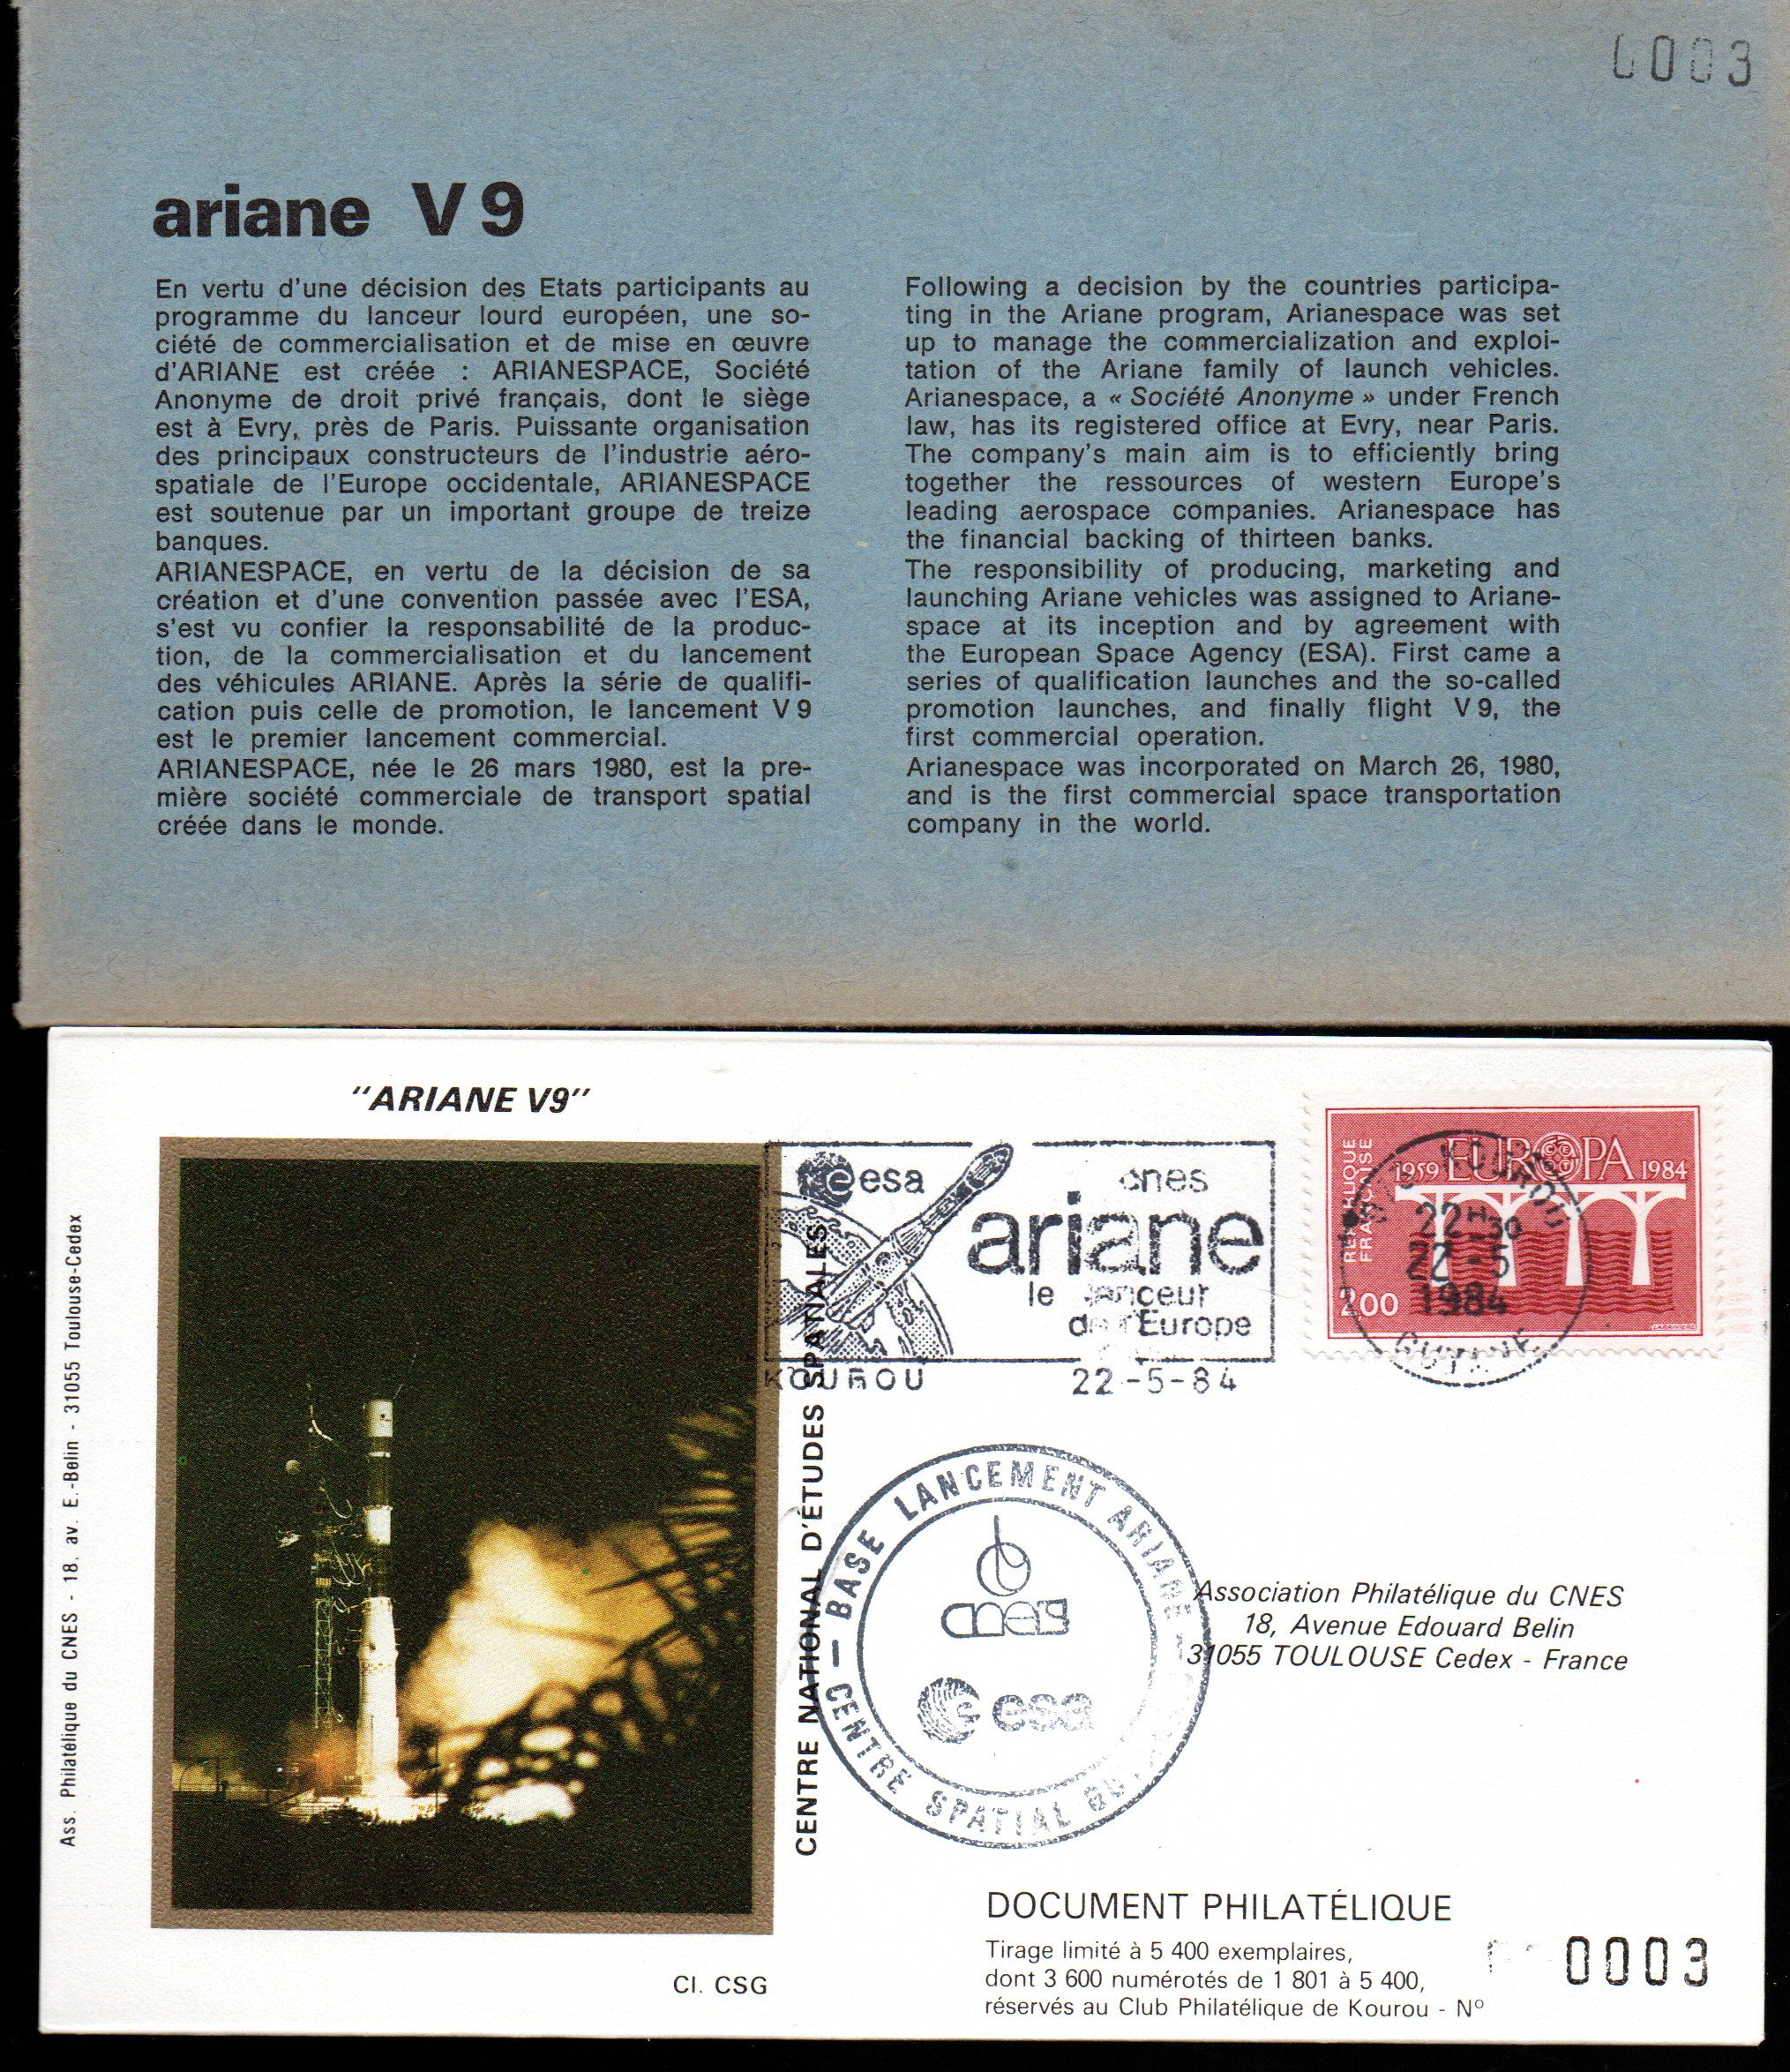 0003
ariane V9
En vertu d'une décision des Etats participants au
programme du lanceur lourd européen, une so-
ciété de commercialisation et de mise en œuvre
d'ARIANE est créée : ARIANESPACE, Société
Anonyme de droit privé français, dont le siège
est à Evry, près de Paris. Puissante organisation
des principaux constructeurs de l'industrie aéro-
spatiale de l'Europe occidentale, ARIANESPACE
est soutenue par un important groupe de treize
banques.
ARIANESPACE, en vertu de la décision de sa
création et d'une convention passée avec l'ESA,
s'est vu confier la responsabilité de la produc-
tion, de la commercialisation et du lancement
des véhicules ARIANE. Après la série de qualifi-
cation puis celle de promotion, le lancement V9
est le premier lancement commercial.
ARIANESPACE, née le 26 mars 1980, est la pre-
mière société commerciale de transport spatial
créée dans le monde.
Following a decision by the countries participa-
ting in the Ariane program, Arianespace was set
up to manage the commercialization and exploi-
tation of the Ariane family of launch vehicles.
Arianespace, a « Société Anonyme » under French
law, has its registered office at Evry, near Paris.
The company's main aim is to efficiently bring
together the ressources of western Europe's
leading aerospace companies. Arianespace has
the financial backing of thirteen banks.
The responsibility of producing, marketing and
launching Ariane vehicles was assigned to Ariane-
space at its inception and by agreement with
the European Space Agency (ESA). First came a
series of qualification launches and the so-called
promotion launches, and finally flight V9, the
first commercial operation.
Arianespace was incorporated on March 26, 1980,
and is the first commercial space transportation
company in the world.
"ARIANE V9"
Ass. Philatélique du CNES - 18. av. E.-Belin - 31055 Toulouse-Cedex
CENTRE NATIONAL D'ÉTUDES SPATIALES
Cl. CSG
esa
cnes
ariane
le lanceur
de l'Europe
KOUROU
22-5-84
REPUBLIQUE
FRANÇAISE
1959 EUROPA 1984
2,00
KOUROU
22H30
22-5
1984
GUYANE
BASE LANCEMENT ARIANE
cnes
esa
CENTRE SPATIAL
Association Philatélique du CNES
18, Avenue Edouard Belin
31055 TOULOUSE Cedex - France
DOCUMENT PHILATÉLIQUE
Tirage limité à 5 400 exemplaires,
dont 3 600 numérotés de 1 801 à 5 400,
réservés au Club Philatélique de Kourou - N°
0003